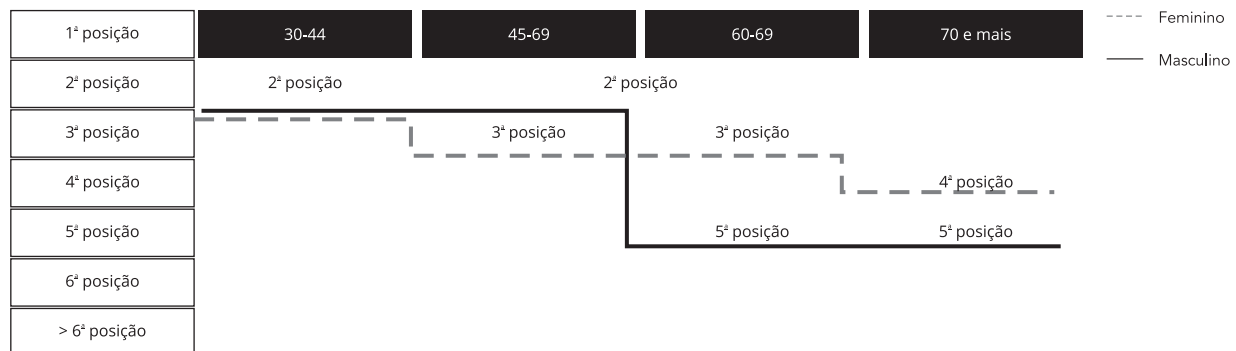 1ª posição 30-44 45-69 60-69 70 e mais Feminino
Masculino
2ª posição 2ª posição 2ª posição
3ª posição 3ª posição 3ª posição
4ª posição 4ª posição
5ª posição 5ª posição 5ª posição
6ª posição
> 6ª posição